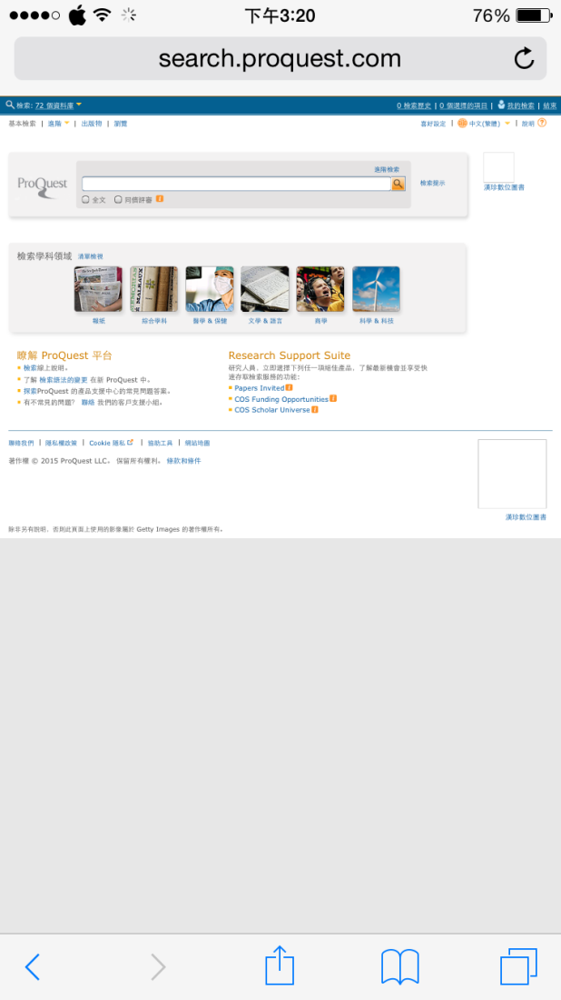 下午3:20
76%
search.proquest.com
檢索: 72 個資料庫
0 檢索歷史 | 0 個選擇的項目 | 我的檢索 | 結束
基本檢索 | 進階 | 出版物 | 瀏覽
喜好設定 | 中文(繁體) | 說明 ?
進階檢索
ProQuest
檢索提示
全文 同儕評審
漢珍數位圖書
檢索學科領域 清單檢視
報紙 綜合學科 醫學 & 保健 文學 & 語言 商學 科學 & 科技
瞭解 ProQuest 平台
檢索線上說明。
了解 檢索語法的變更 在新 ProQuest 中。
探索ProQuest 的產品支援中心的常見問題答案。
有不常見的問題? 聯絡 我們的客戶支援小組。
Research Support Suite
研究人員，立即選擇下列任一項絕佳產品，了解最新機會並享受快
速存取檢索服務的功能:
Papers Invited
COS Funding Opportunities
COS Scholar Universe
聯絡我們 | 隱私權政策 | Cookie 隱私 | 協助工具 | 網站地圖
著作權 © 2015 ProQuest LLC。 保留所有權利。 條款和條件
漢珍數位圖書
除非另有說明，否則此頁面上使用的影像屬於 Getty Images 的著作權所有。